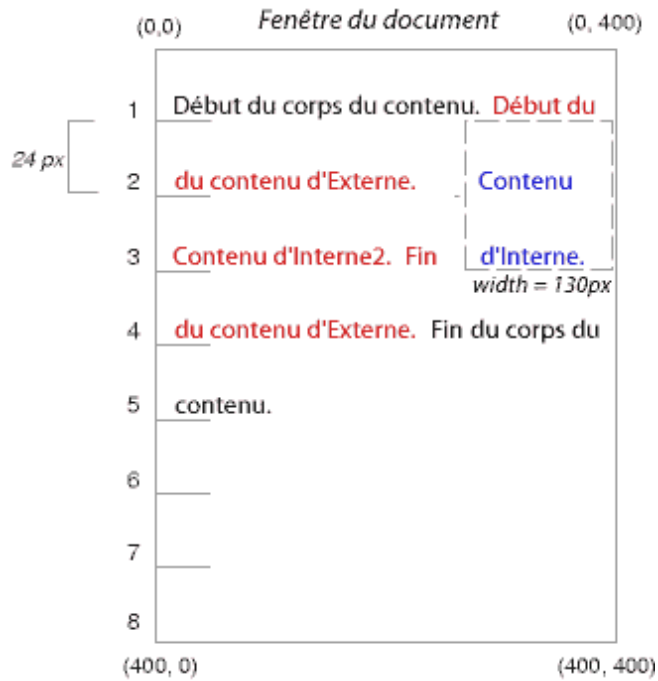 (0,0) Fenêtre du document (0, 400)
1 Début du corps du contenu. Début du
24 px
2 du contenu d'Externe. Contenu
3 Contenu d'Interne2. Fin d'Interne.
width = 130px
4 du contenu d'Externe. Fin du corps du
5 contenu.
6
7
8
(400, 0) (400, 400)